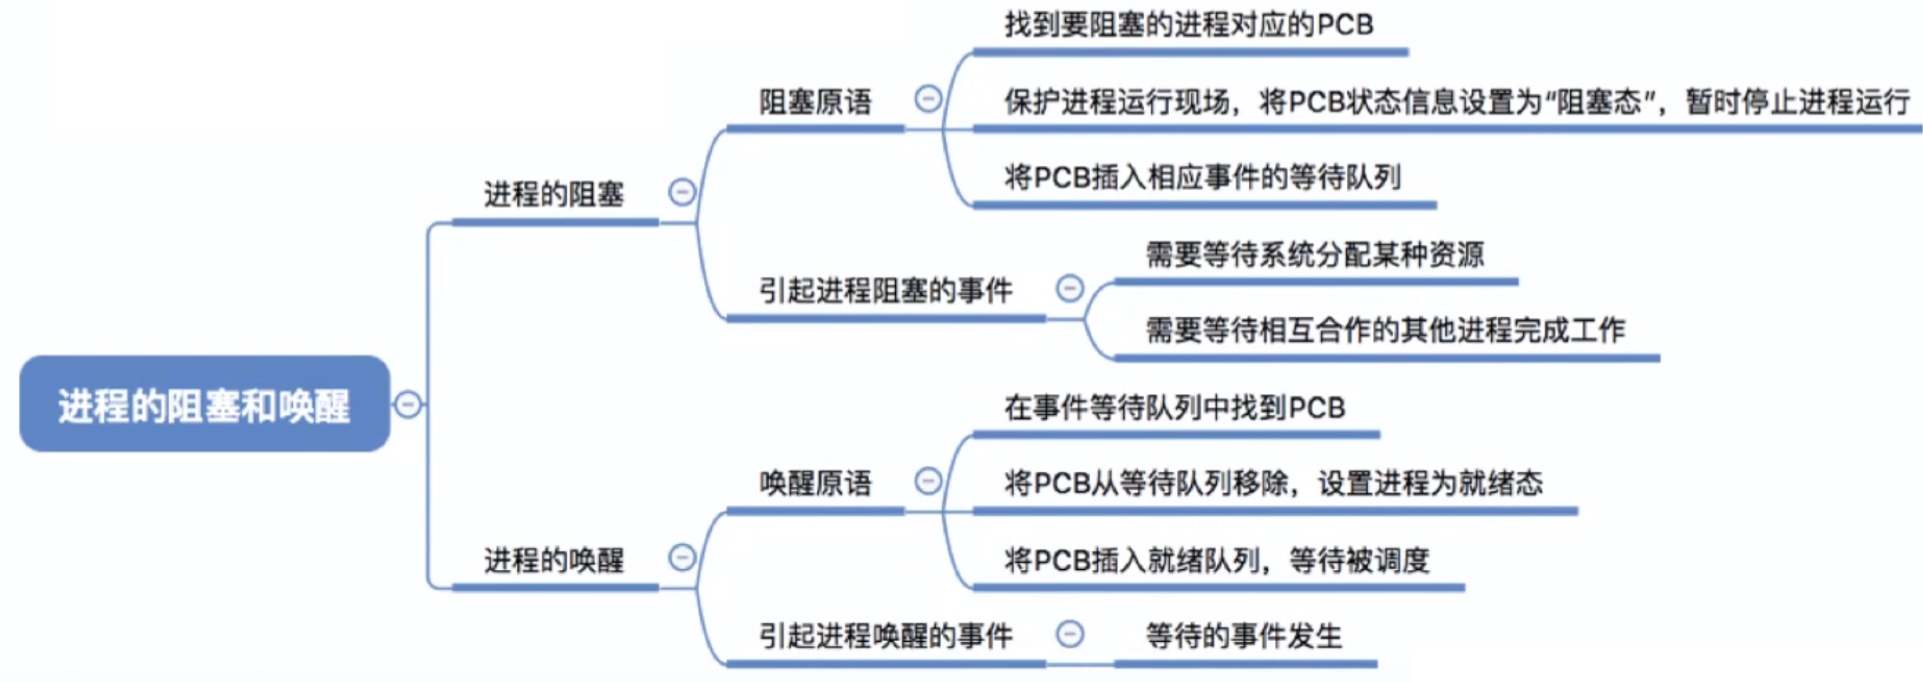 进程的阻塞和唤醒
进程的阻塞
阻塞原语
找到要阻塞的进程对应的PCB
保护进程运行现场，将PCB状态信息设置为“阻塞态”，暂时停止进程运行
将PCB插入相应事件的等待队列
引起进程阻塞的事件
需要等待系统分配某种资源
需要等待相互合作的其他进程完成工作
进程的唤醒
唤醒原语
在事件等待队列中找到PCB
将PCB从等待队列移除，设置进程为就绪态
将PCB插入就绪队列，等待被调度
引起进程唤醒的事件
等待的事件发生